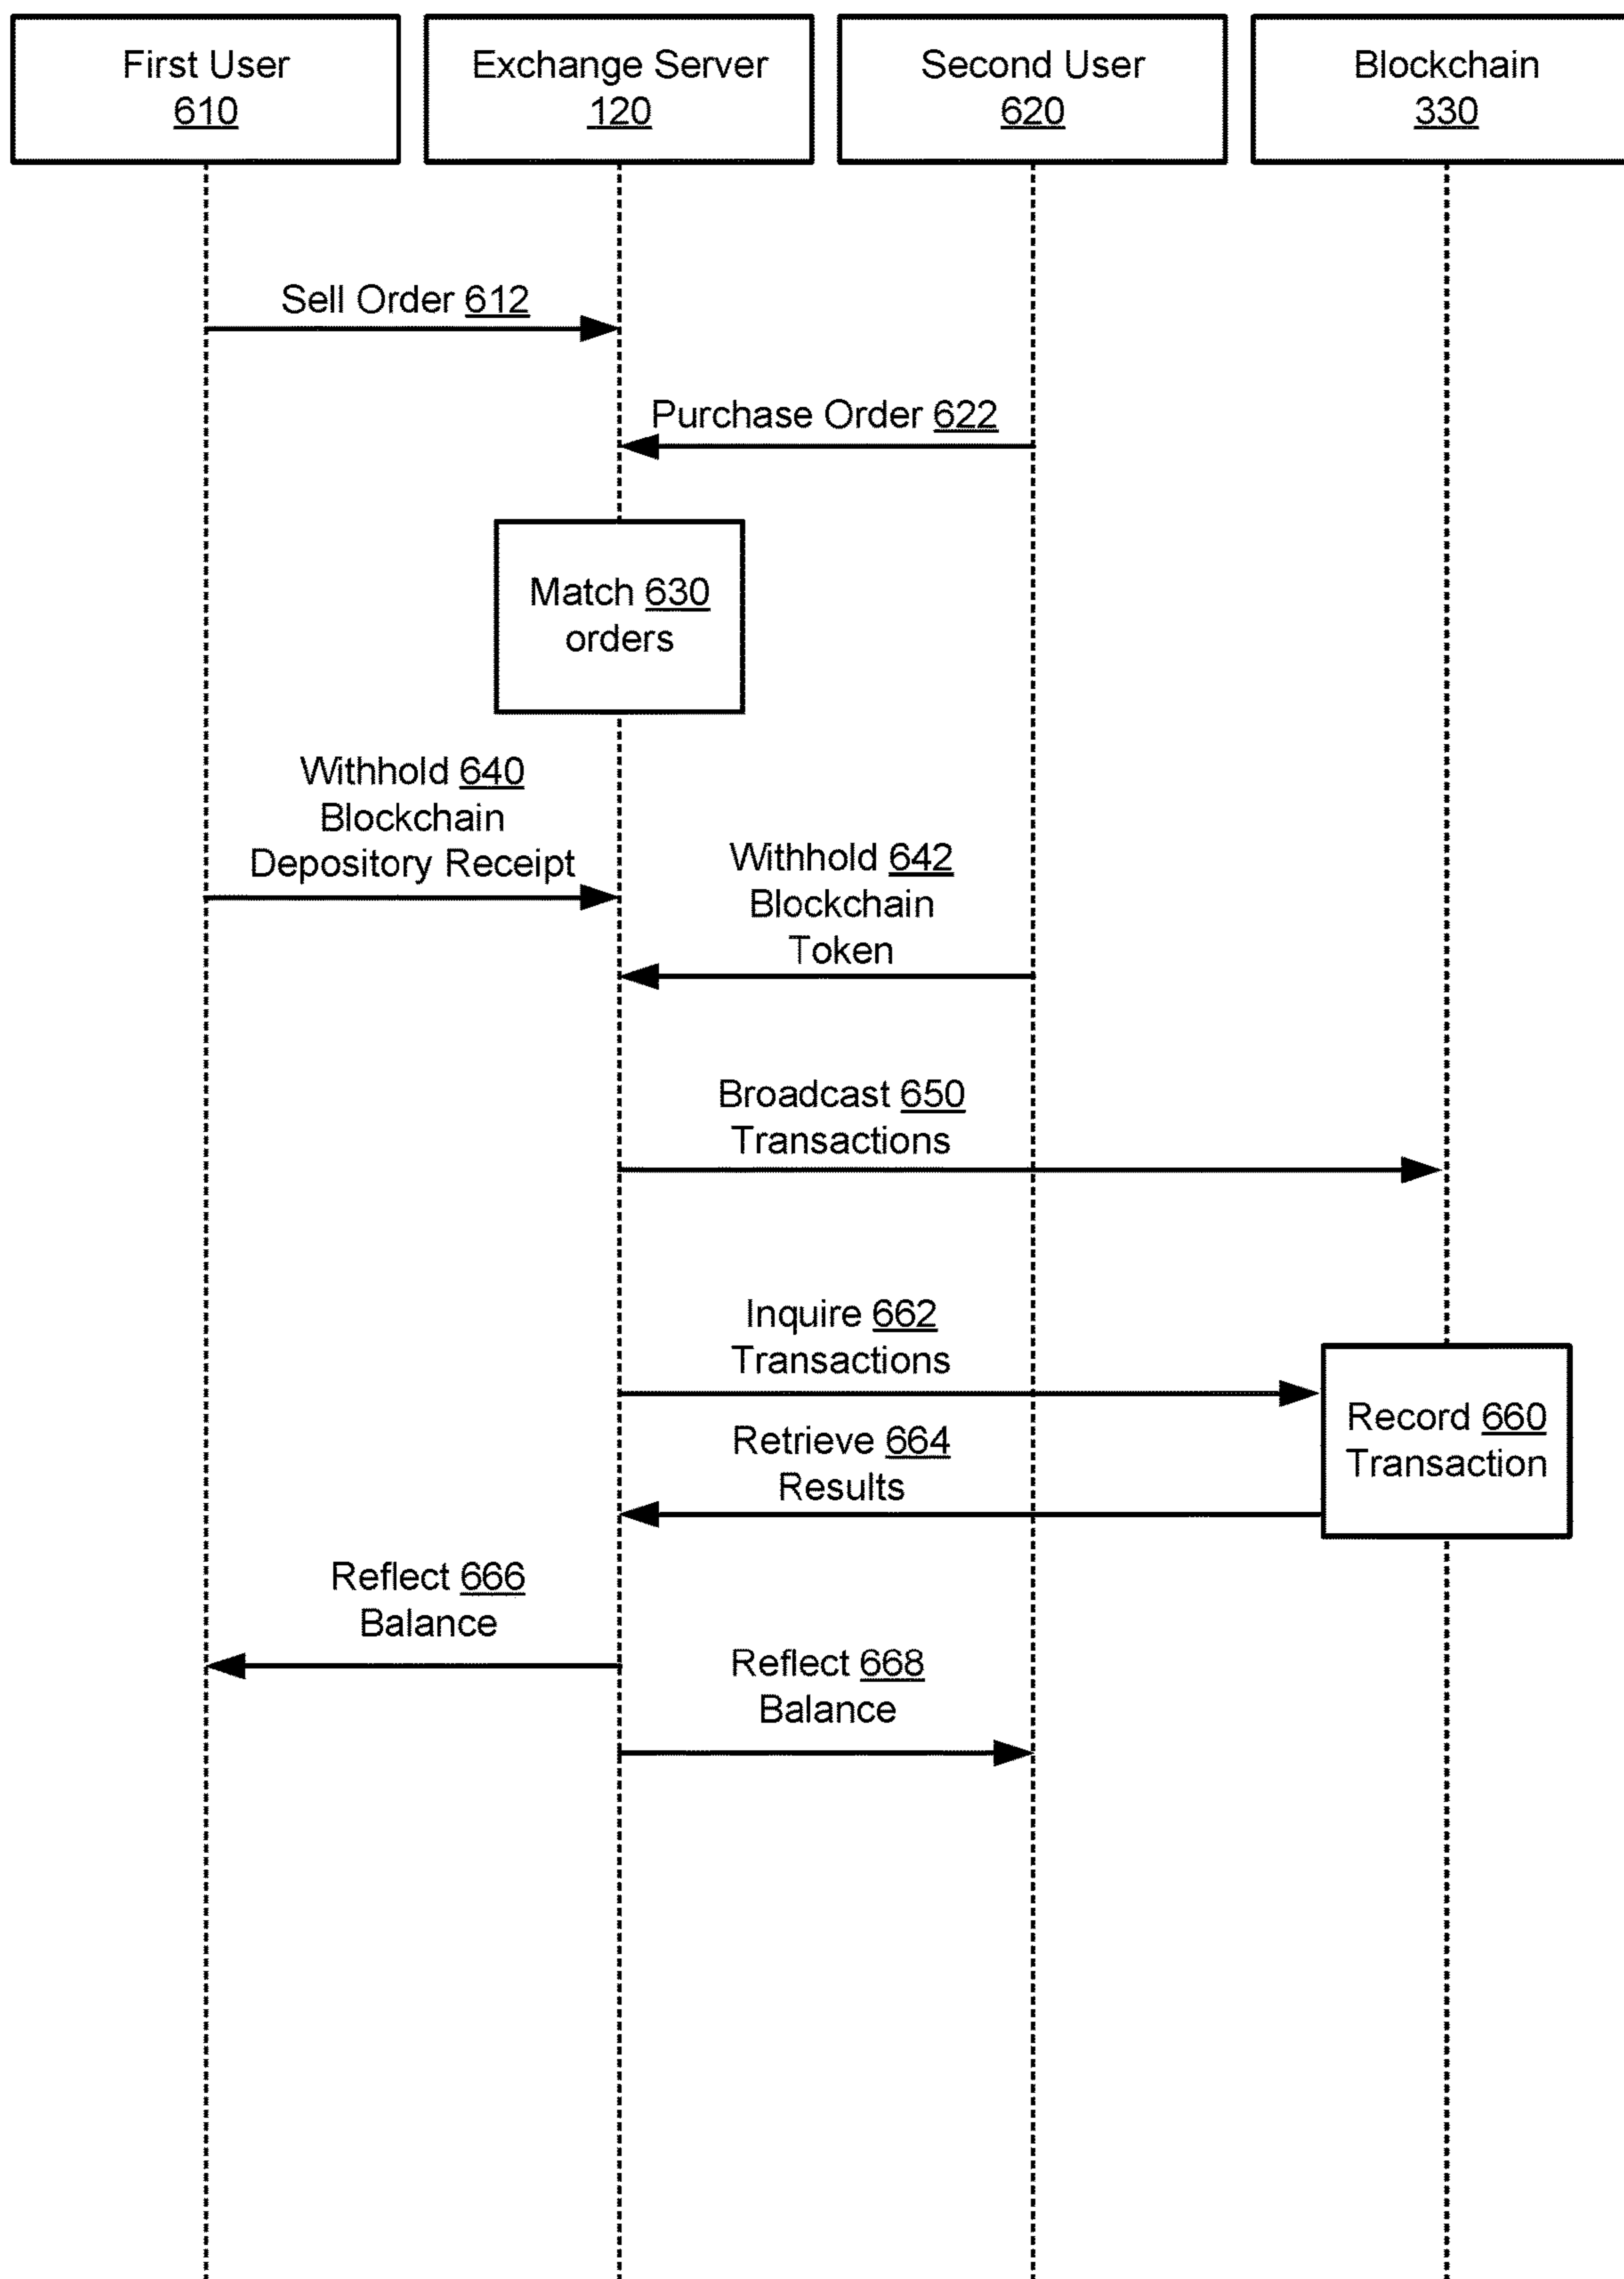 First User
610
Exchange Server
120
Second User
620
Blockchain
330
Sell Order 612
Purchase Order 622
Match 630
orders
Withhold 640
Blockchain
Depository Receipt
Withhold 642
Blockchain
Token
Broadcast 650
Transactions
Inquire 662
Transactions
Record 660
Transaction
Retrieve 664
Results
Reflect 666
Balance
Reflect 668
Balance